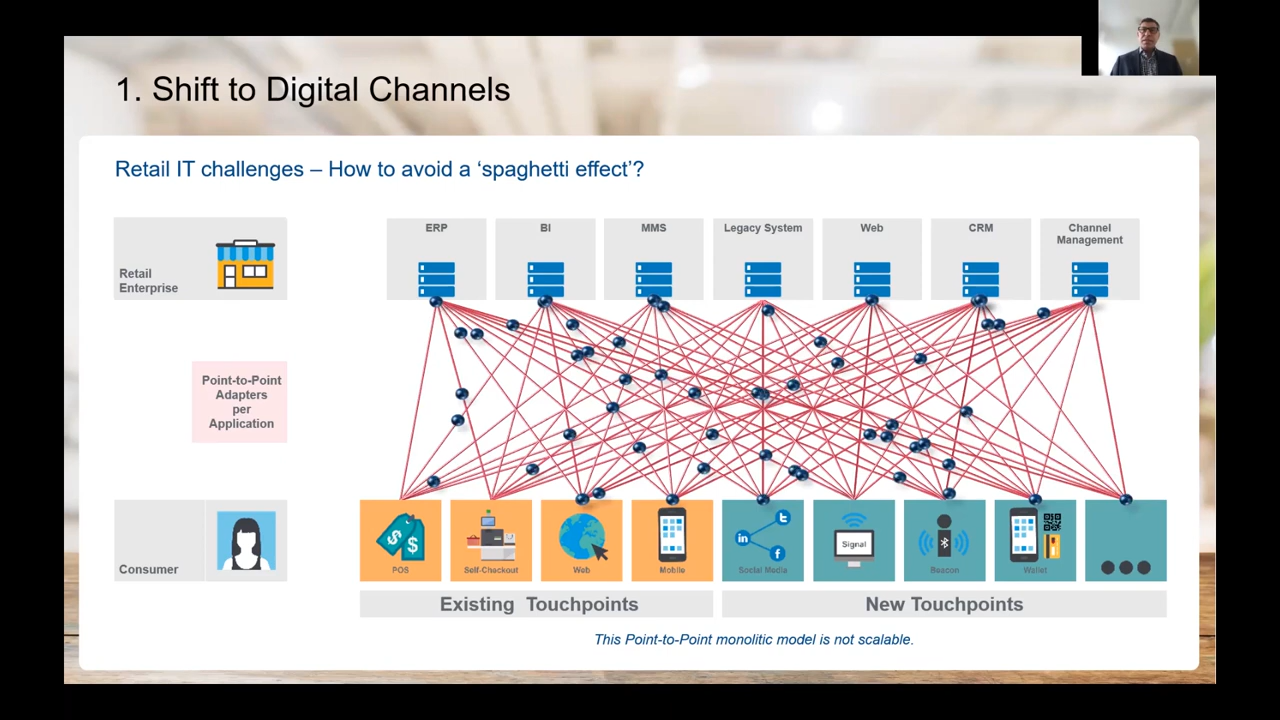 1. Shift to Digital Channels
Retail IT challenges – How to avoid a ‘spaghetti effect’?
ERP
BI
MMS
Legacy System
Web
CRM
Channel
Management
Retail
Enterprise
Point-to-Point
Adapters
per
Application
Consumer
$
$
in
t
f
Signal
POS
Self-Checkout
Web
Mobile
Social Media
Beacon
Wallet
Existing Touchpoints
New Touchpoints
This Point-to-Point monolitic model is not scalable.